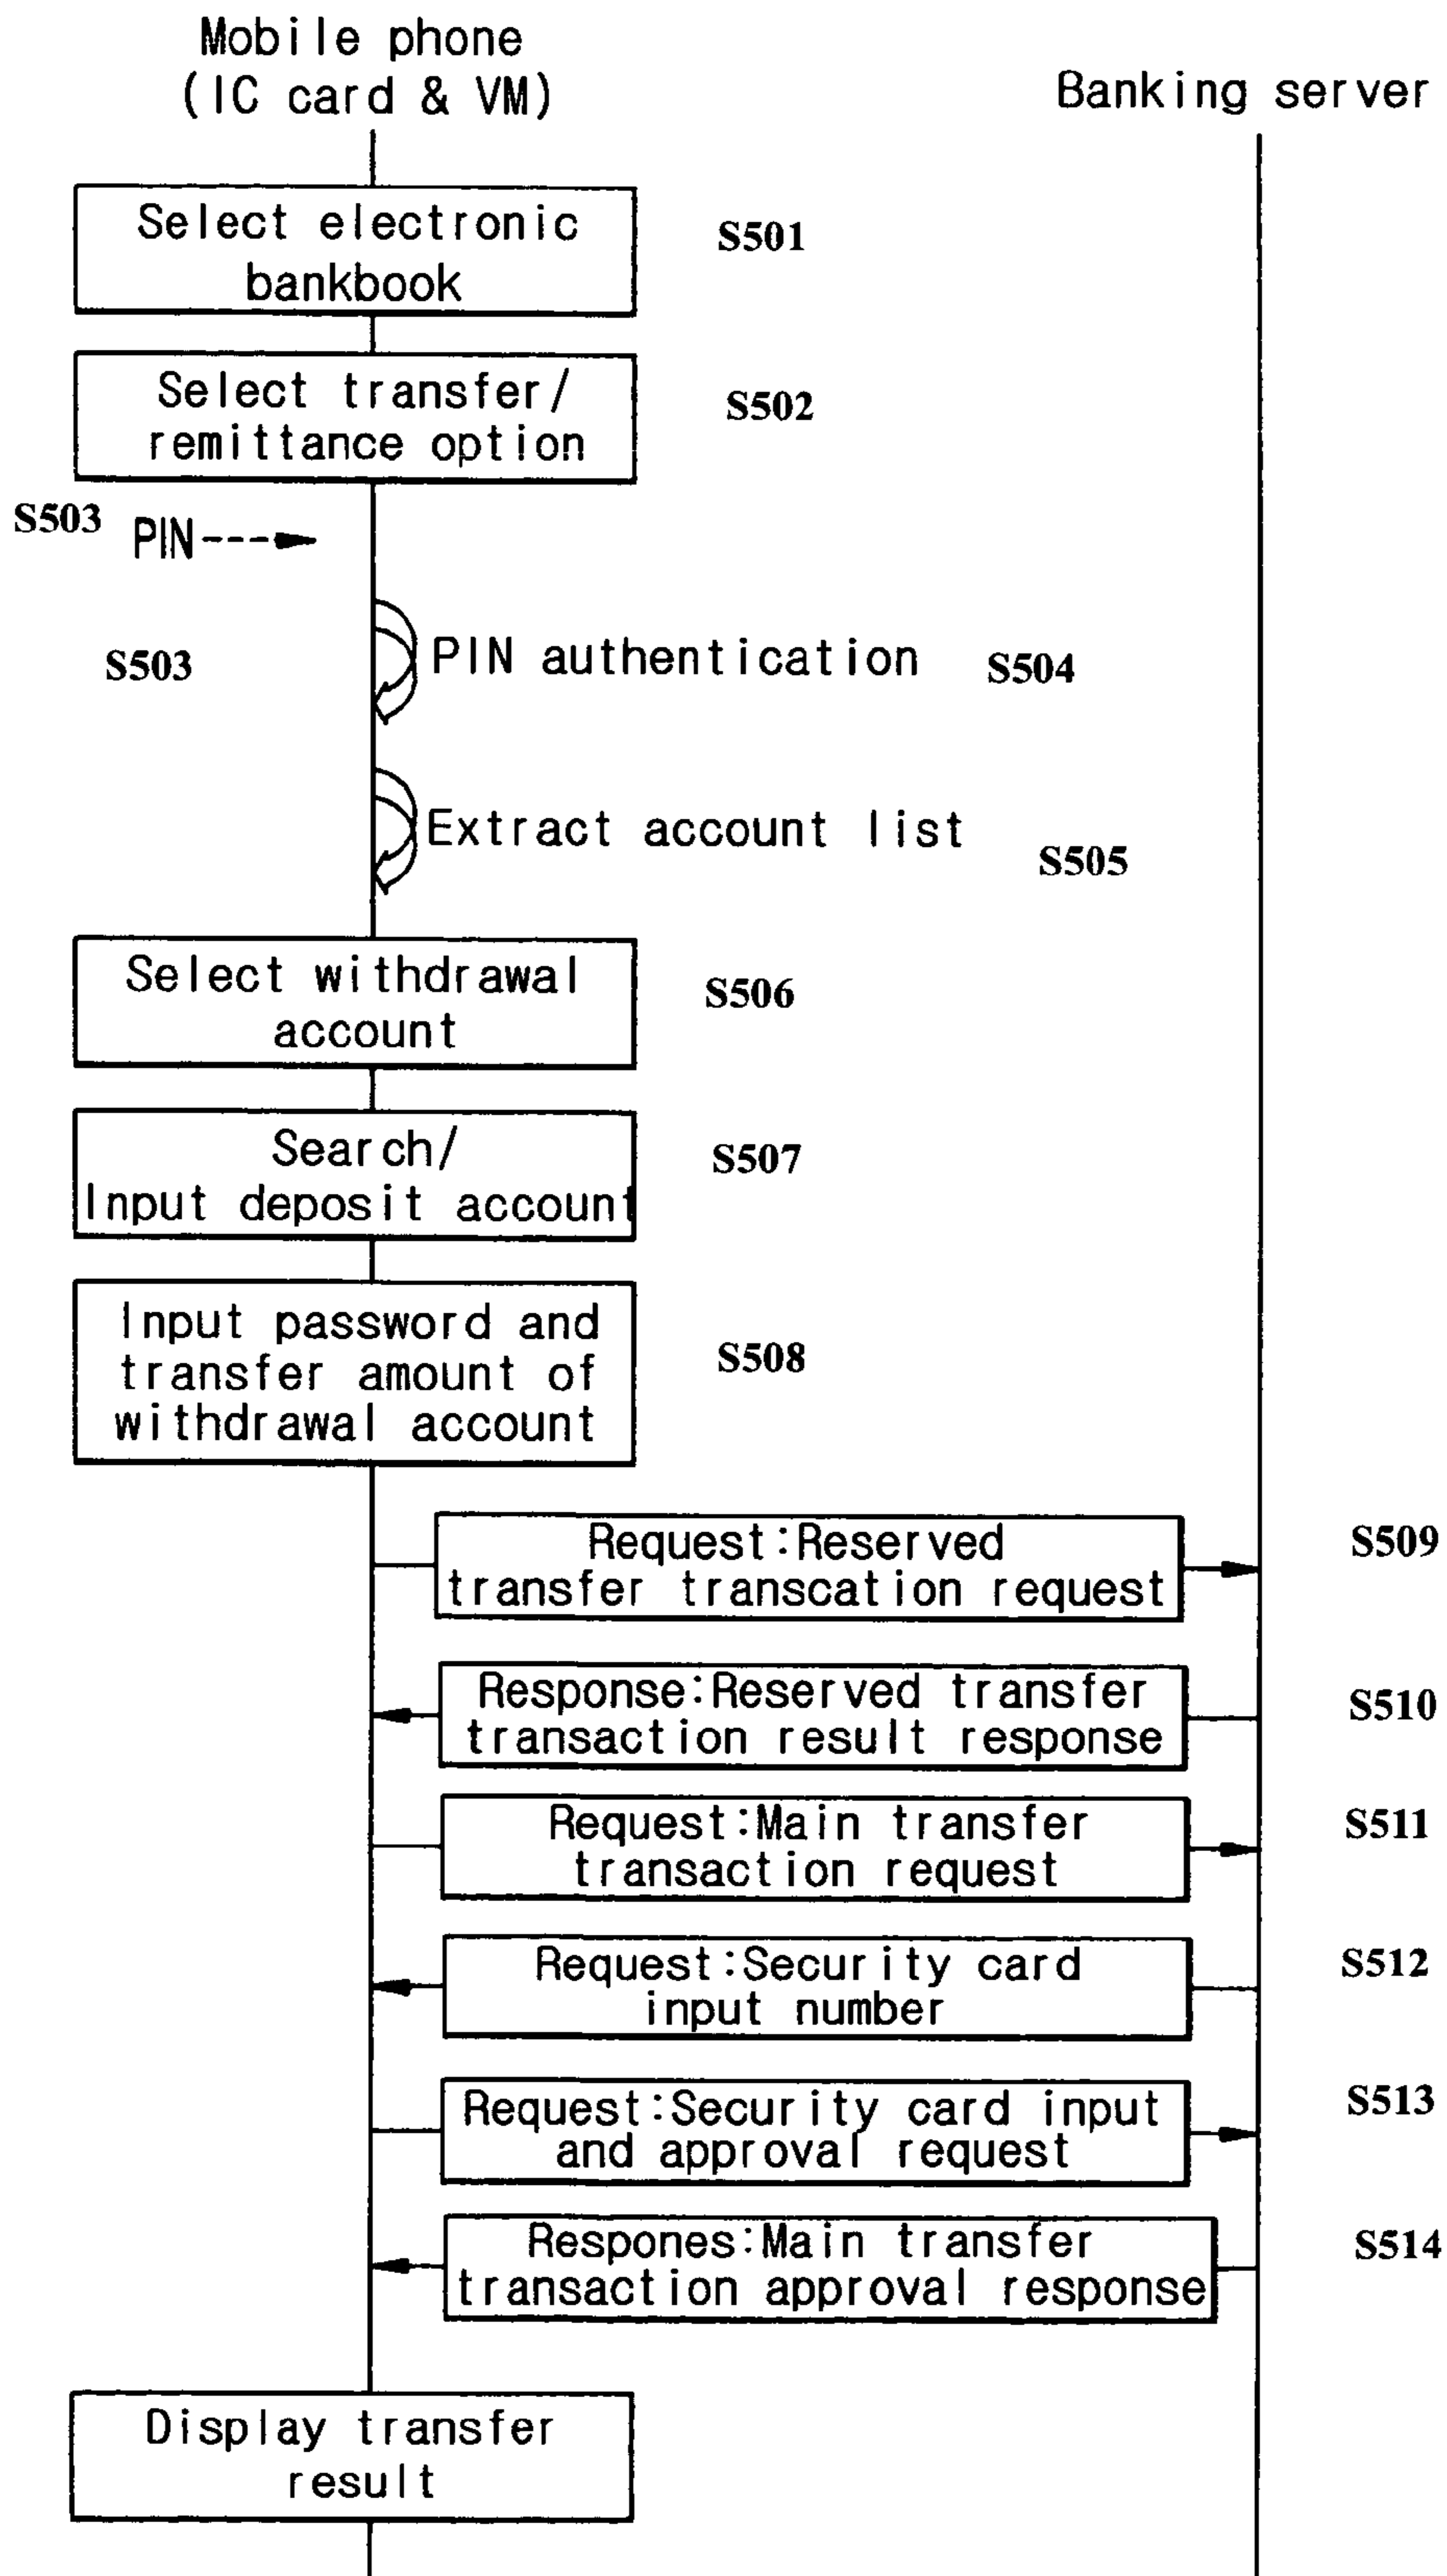 Mobile phone
(IC card & VM)
Banking server
Select electronic
bankbook
S501
Select transfer/
remittance option
S502
S503
PIN
S503
PIN authentication
S504
Extract account list
S505
Select withdrawal
account
S506
Search/
Input deposit account
S507
Input password and
transfer amount of
withdrawal account
S508
Request:Reserved
transfer transcation request
S509
Response:Reserved transfer
transaction result response
S510
Request:Main transfer
transaction request
S511
Request:Security card
input number
S512
Request:Security card input
and approval request
S513
Respones:Main transfer
transaction approval response
S514
Display transfer
result